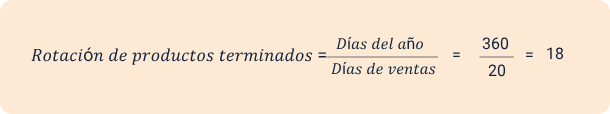 Rotación de productos terminados = Días del año / Días de ventas = 360 / 20 = 18